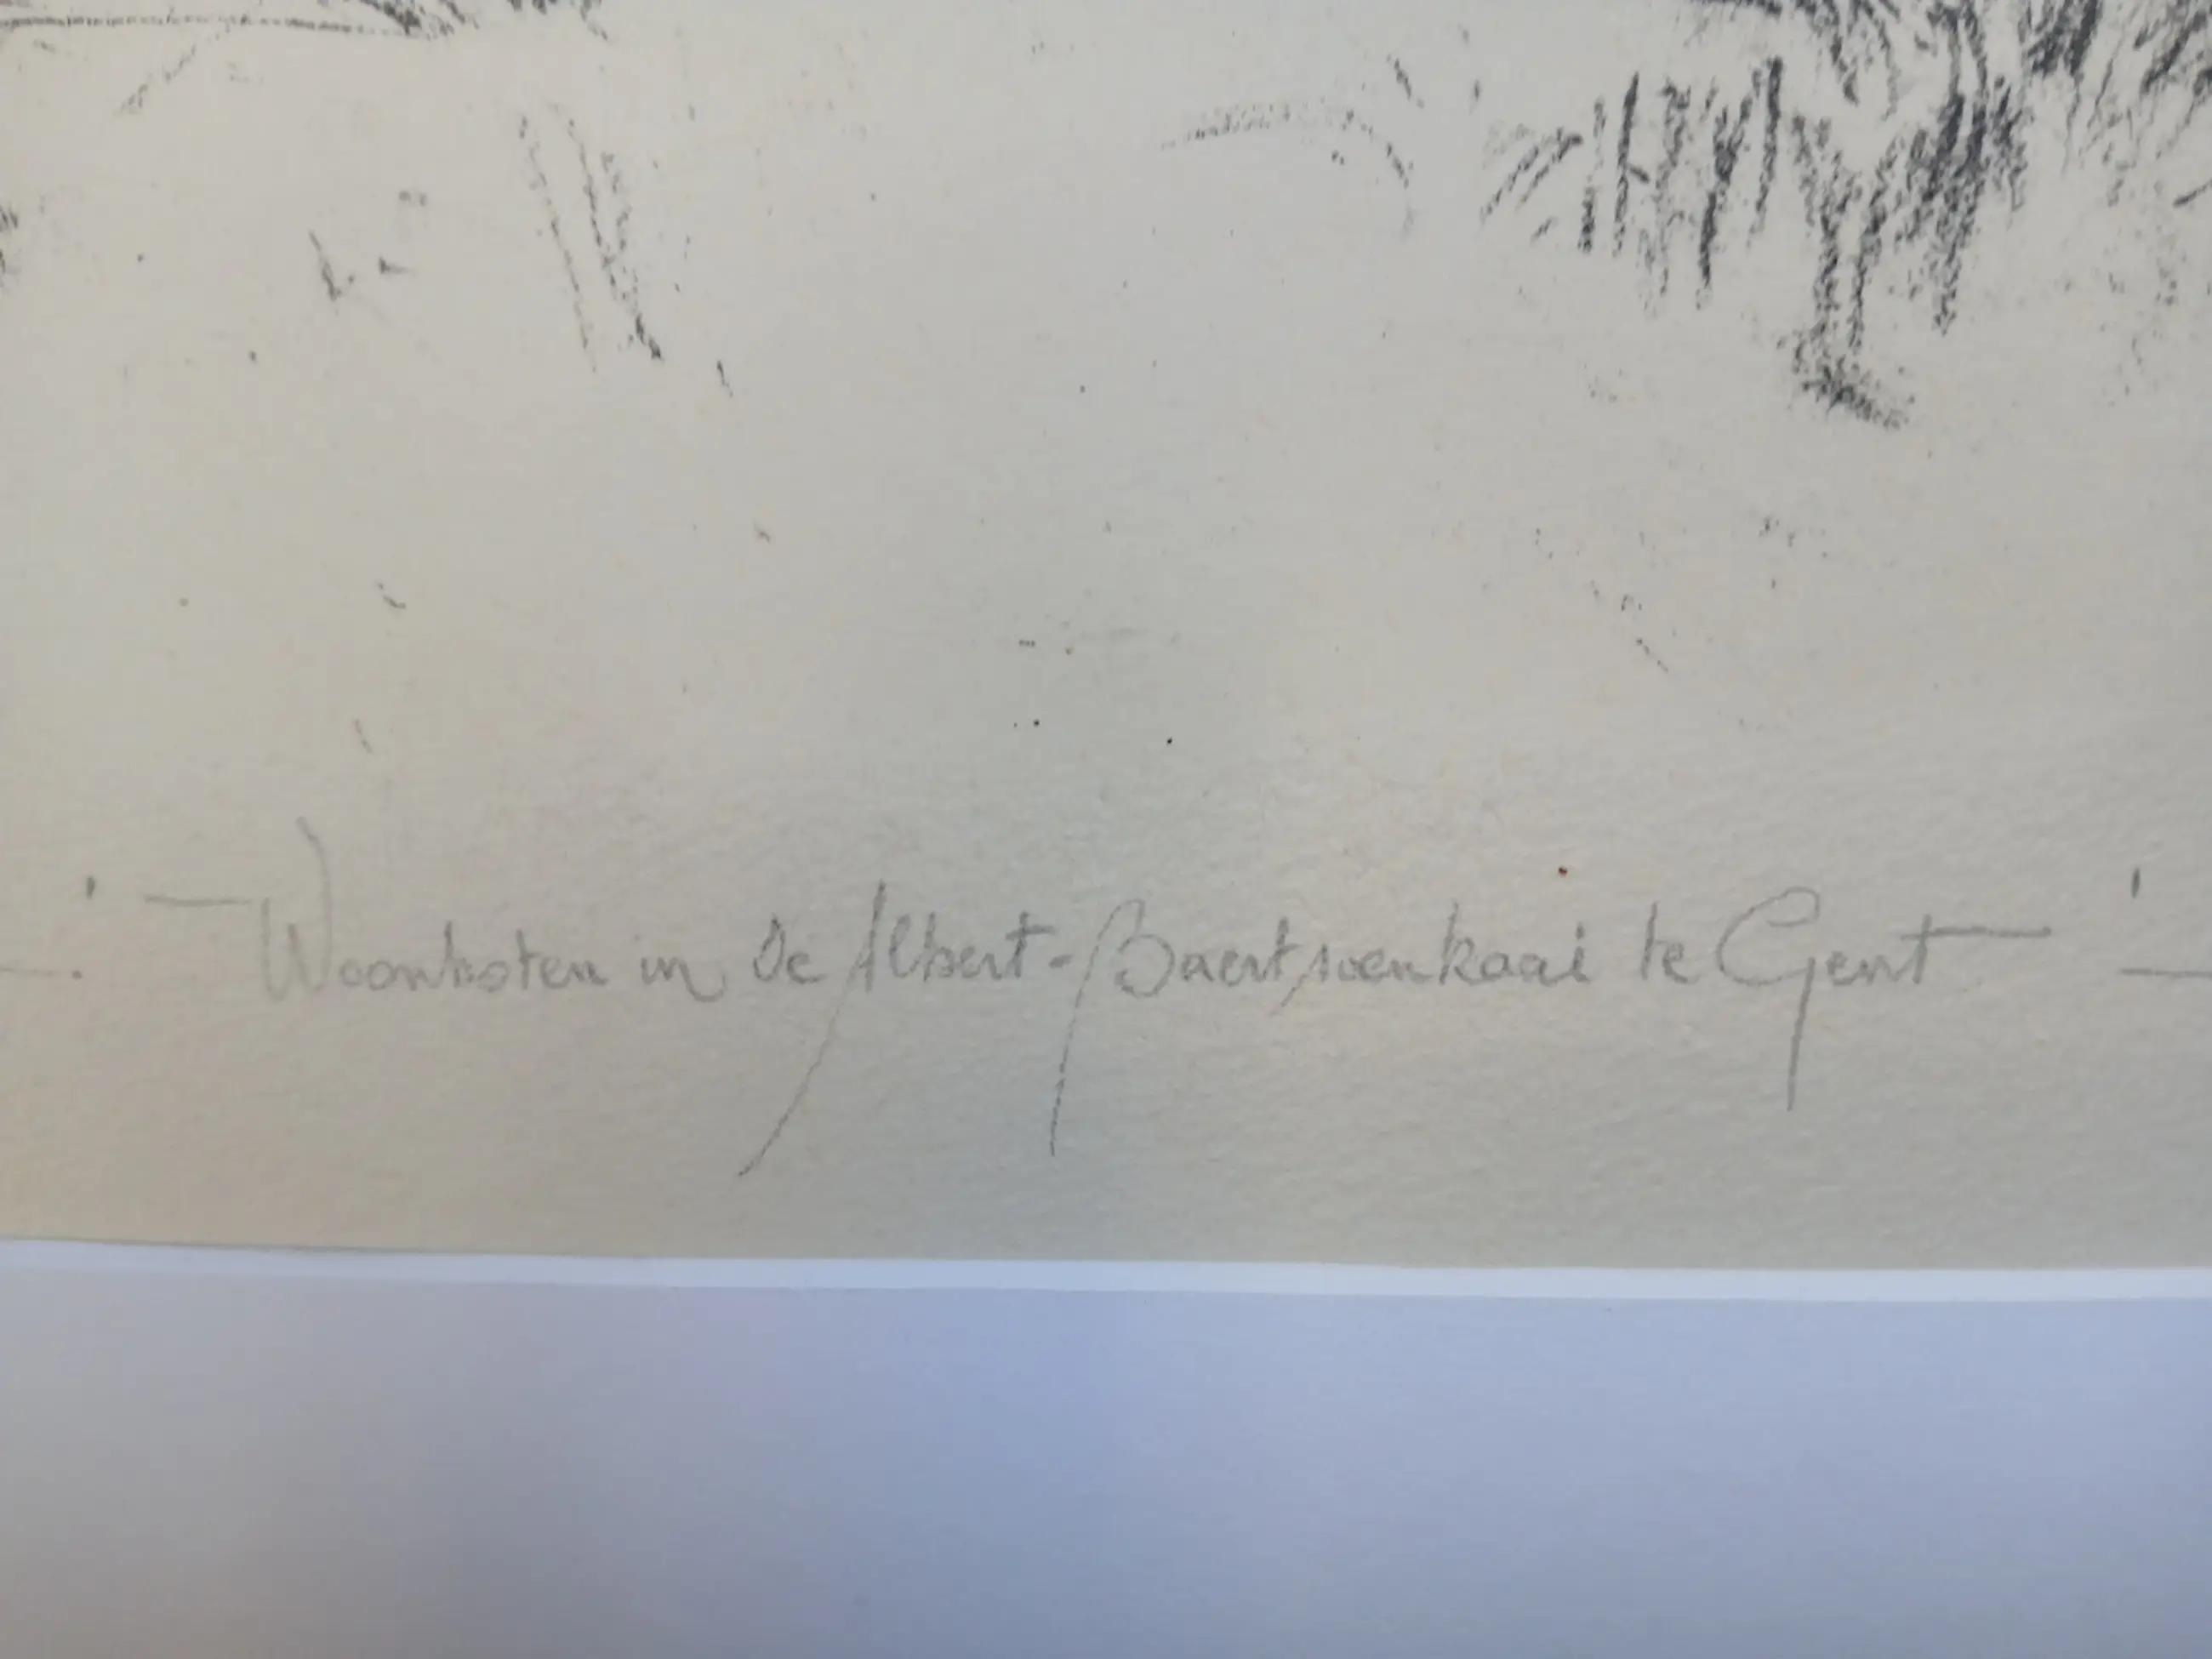 Woonboten in De Albert-Baertsoenkaai te Gent